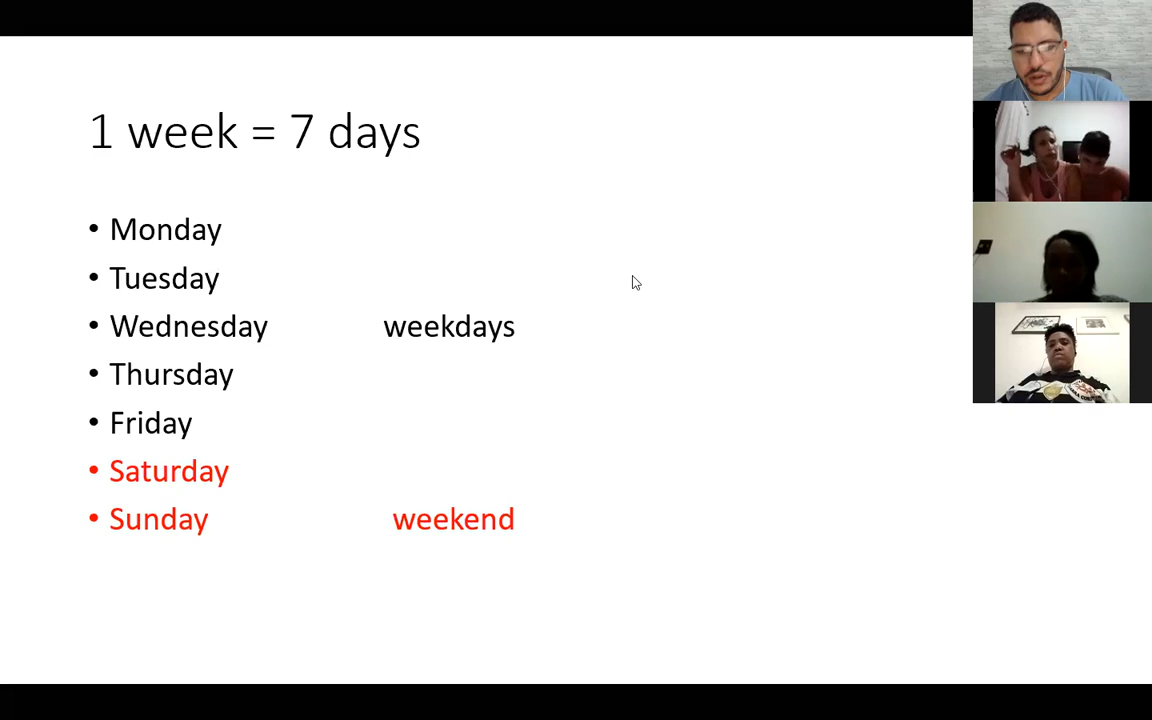 1 week = 7 days
• Monday
• Tuesday
• Wednesday weekdays
• Thursday
• Friday
• Saturday
• Sunday weekend